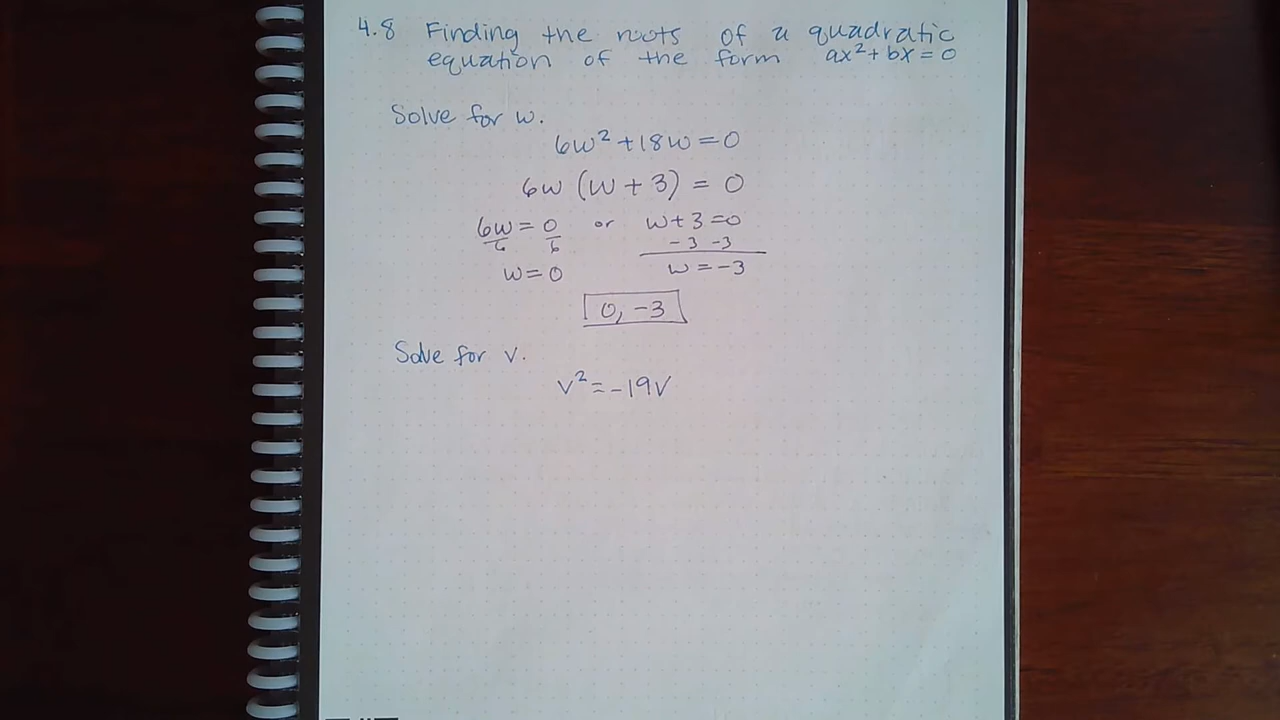 4.8 Finding the roots of a quadratic
equation of the form ax²+bx=0
Solve for w.
6w²+18w=0
6w (w+3) = 0
6w = 0 or w+3=0
6 6 -3 -3
w=0 w=-3
0, -3
Solve for v.
v²=-19v